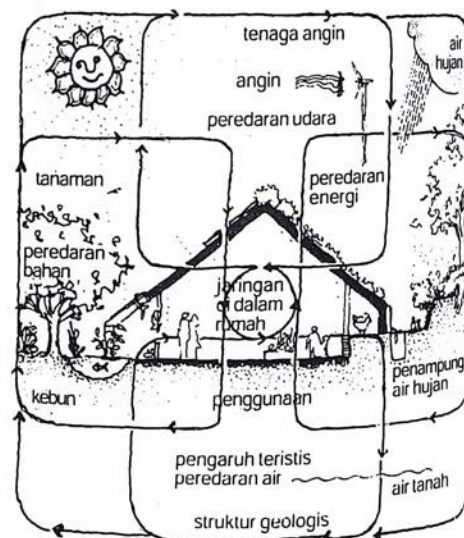 tenaga angin
air
hujan
angin
peredaran udara
tanaman
peredaran
energi
peredaran
bahan
jaringan
di dalam
rumah
kebun
penggunaan
penampung
air hujan
pengaruh teristis
peredaran air
air tanah
struktur geologis